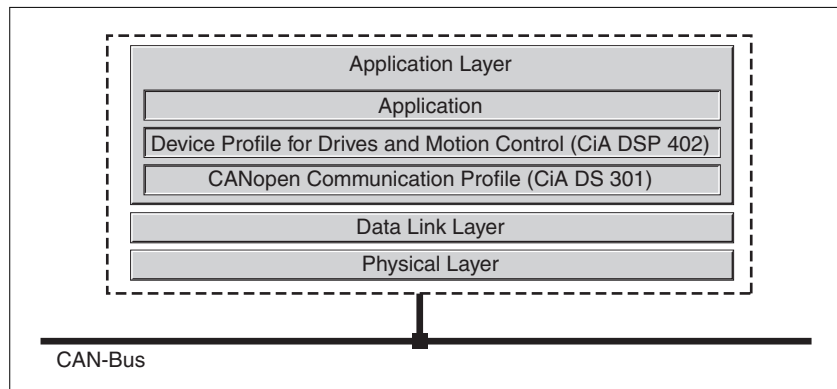 Application Layer
Application
Device Profile for Drives and Motion Control (CiA DSP 402)
CANopen Communication Profile (CiA DS 301)
Data Link Layer
Physical Layer
CAN-Bus